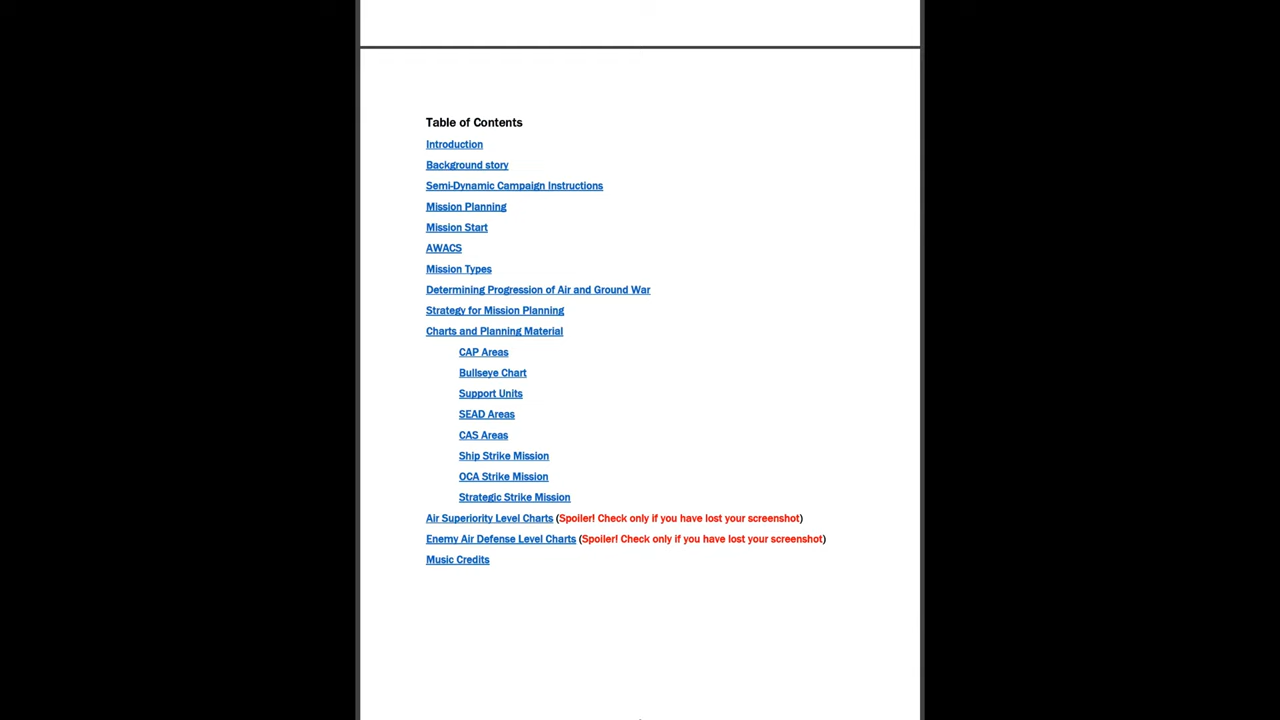 Table of Contents
Introduction
Background story
Semi-Dynamic Campaign Instructions
Mission Planning
Mission Start
AWACS
Mission Types
Determining Progression of Air and Ground War
Strategy for Mission Planning
Charts and Planning Material
CAP Areas
Bullseye Chart
Support Units
SEAD Areas
CAS Areas
Ship Strike Mission
OCA Strike Mission
Strategic Strike Mission
Air Superiority Level Charts (Spoiler! Check only if you have lost your screenshot)
Enemy Air Defense Level Charts (Spoiler! Check only if you have lost your screenshot)
Music Credits